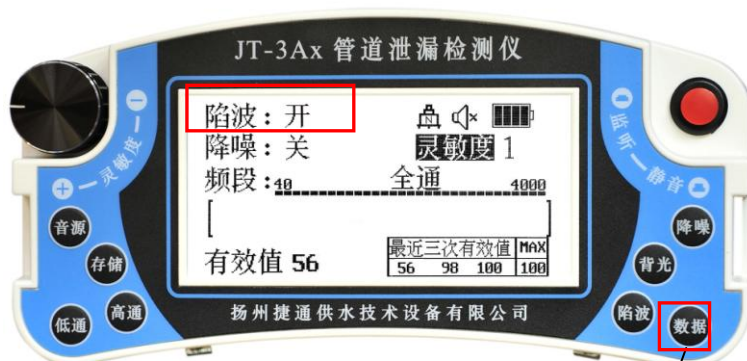 JT-3Ax 管道泄漏检测仪
陷波：开
降噪：关
灵敏度 1
频段：40 全通 4000
[ ]
有效值 56
最近三次有效值 MAX
56 98 100 100
扬州捷通供水技术设备有限公司
灵敏度
音源
存储
低通
高通
监听
静音
降噪
背光
陷波
数据
N